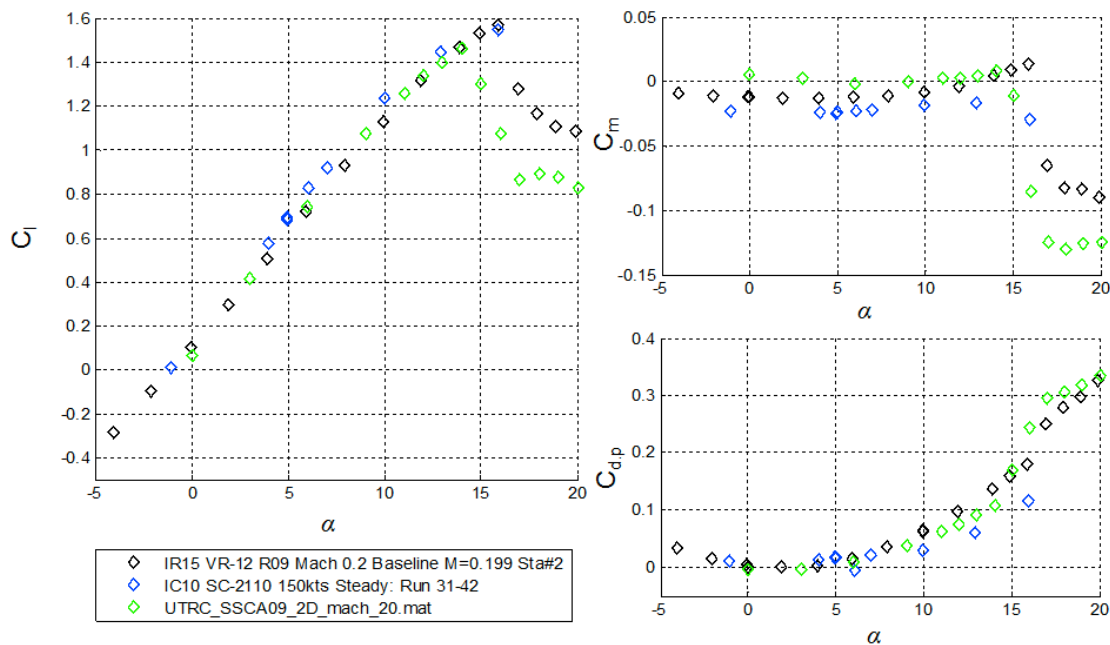 1.6
1.4
1.2
1
0.8
0.6
0.4
0.2
0
-0.2
-0.4
C_l
-5 0 5 10 15 20
α
0.05
0
-0.05
-0.1
-0.15
C_m
-5 0 5 10 15 20
α
0.4
0.3
0.2
0.1
0
C_d.p
-5 0 5 10 15 20
α
IR15 VR-12 R09 Mach 0.2 Baseline M=0.199 Sta#2
IC10 SC-2110 150kts Steady: Run 31-42
UTRC_SSCA09_2D_mach_20.mat